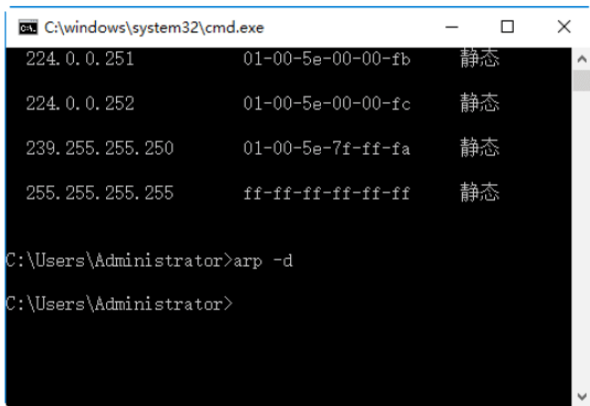 C:\windows\system32\cmd.exe
224.0.0.251 01-00-5e-00-00-fb 静态
224.0.0.252 01-00-5e-00-00-fc 静态
239.255.255.250 01-00-5e-7f-ff-fa 静态
255.255.255.255 ff-ff-ff-ff-ff-ff 静态
C:\Users\Administrator>arp -d
C:\Users\Administrator>